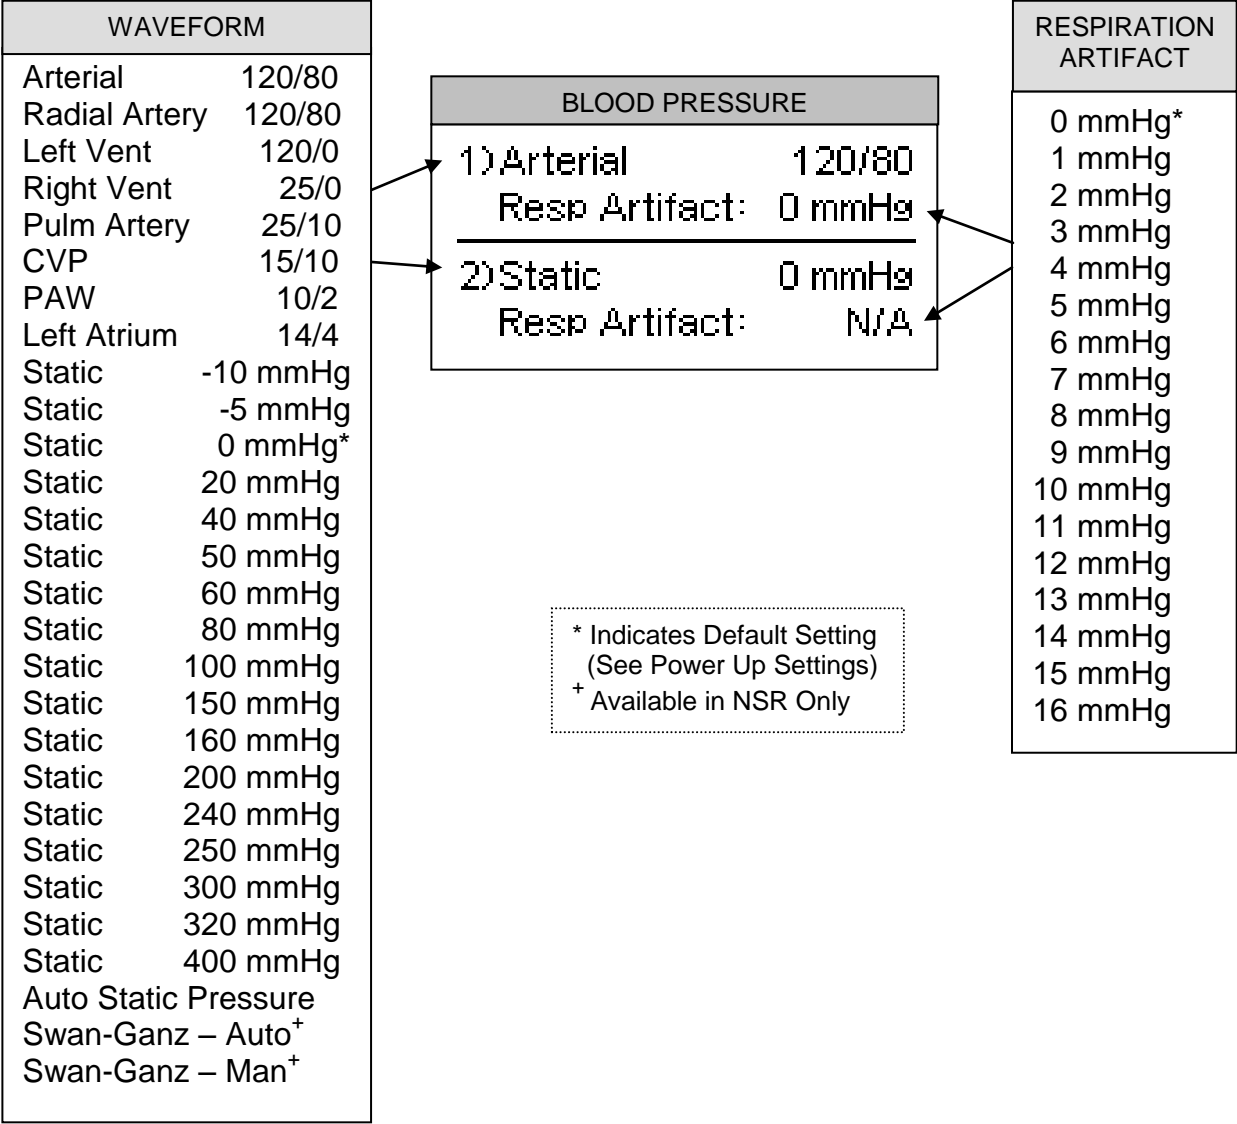 WAVEFORM
Arterial 120/80
Radial Artery 120/80
Left Vent 120/0
Right Vent 25/0
Pulm Artery 25/10
CVP 15/10
PAW 10/2
Left Atrium 14/4
Static -10 mmHg
Static -5 mmHg
Static 0 mmHg*
Static 20 mmHg
Static 40 mmHg
Static 50 mmHg
Static 60 mmHg
Static 80 mmHg
Static 100 mmHg
Static 150 mmHg
Static 160 mmHg
Static 200 mmHg
Static 240 mmHg
Static 250 mmHg
Static 300 mmHg
Static 320 mmHg
Static 400 mmHg
Auto Static Pressure
Swan-Ganz – Auto+
Swan-Ganz – Man+
BLOOD PRESSURE
1) Arterial 120/80
Resp Artifact: 0 mmHg
2) Static 0 mmHg
Resp Artifact: N/A
* Indicates Default Setting
(See Power Up Settings)
+ Available in NSR Only
RESPIRATION
ARTIFACT
0 mmHg*
1 mmHg
2 mmHg
3 mmHg
4 mmHg
5 mmHg
6 mmHg
7 mmHg
8 mmHg
9 mmHg
10 mmHg
11 mmHg
12 mmHg
13 mmHg
14 mmHg
15 mmHg
16 mmHg